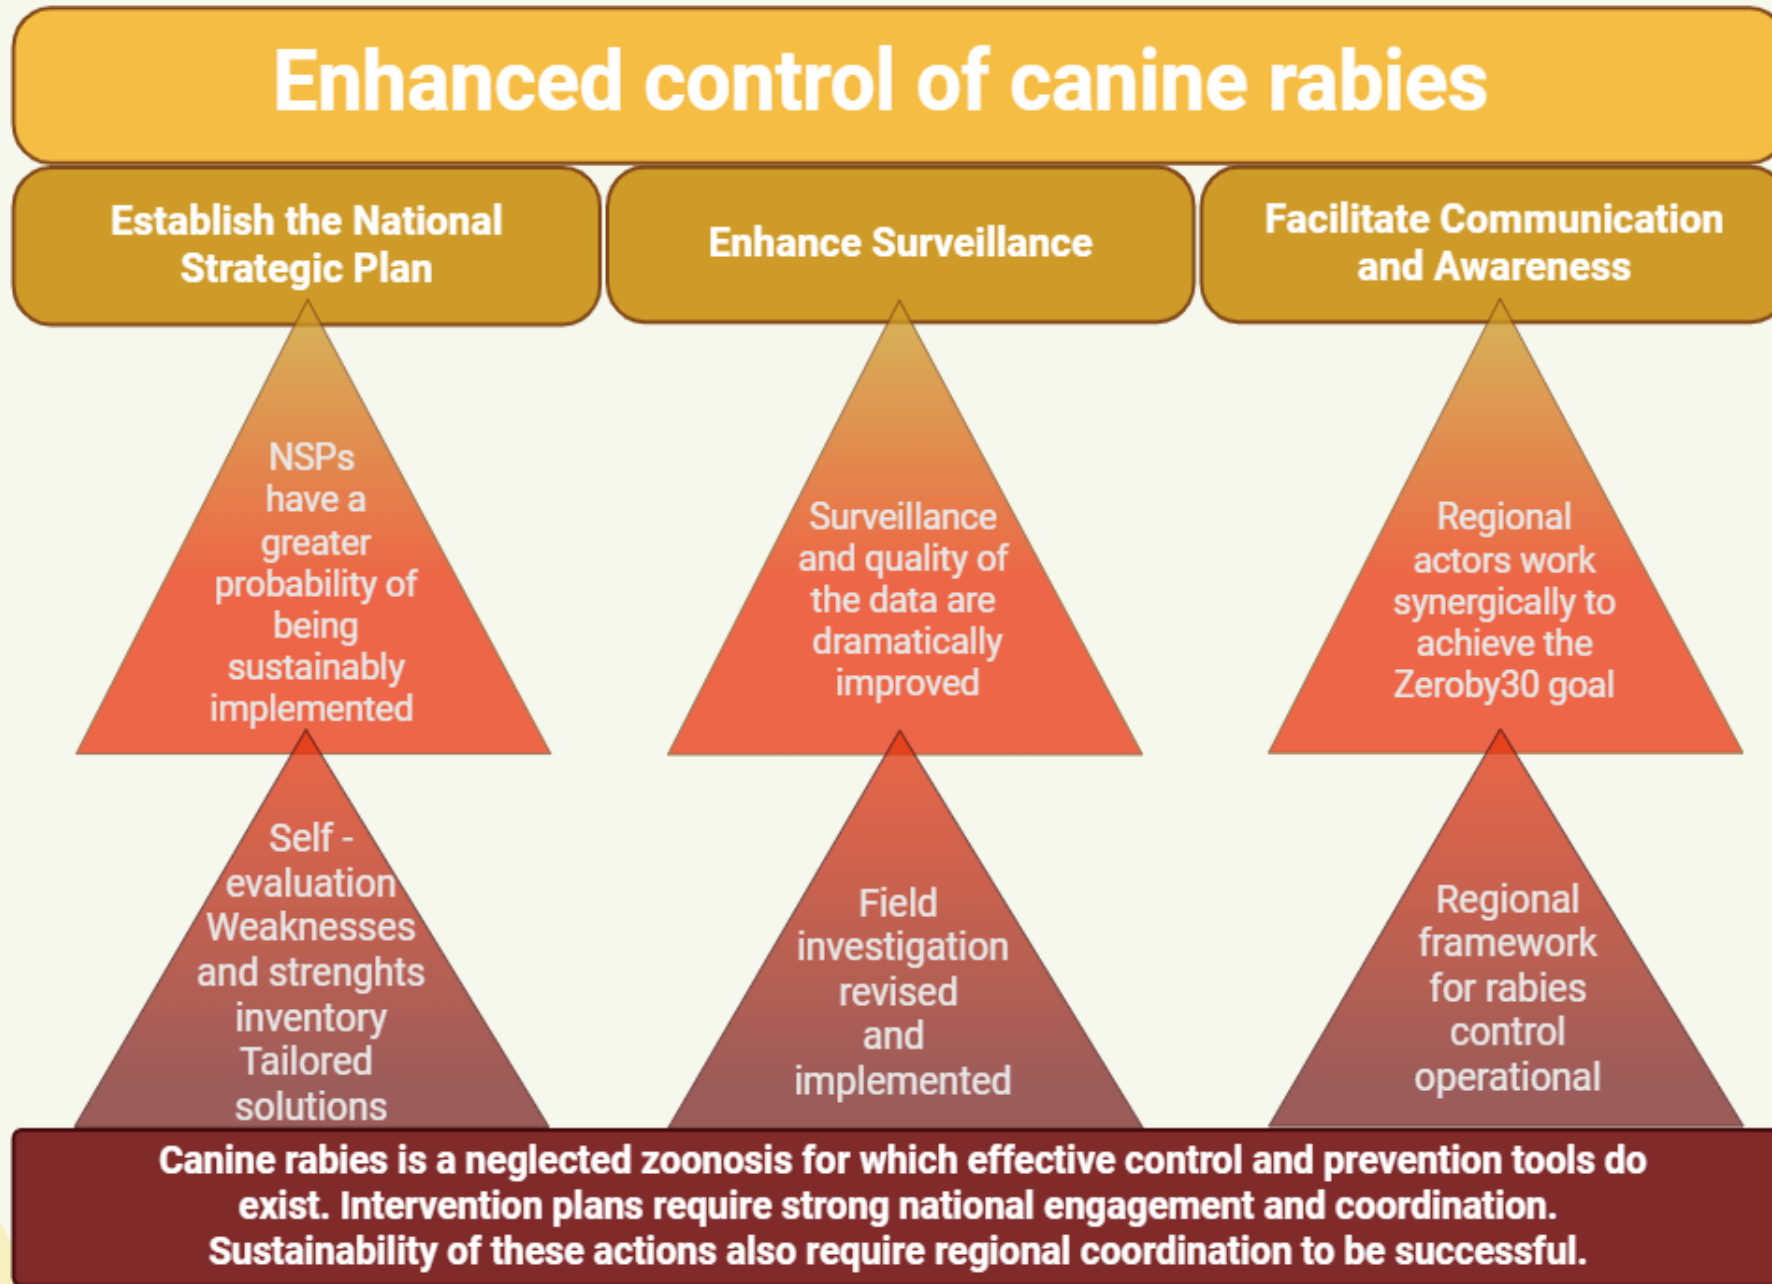 Enhanced control of canine rabies
Establish the National
Strategic Plan
Enhance Surveillance
Facilitate Communication
and Awareness
NSPs
have a
greater
probability of
being
sustainably
implemented
Surveillance
and quality of
the data are
dramatically
improved
Regional
actors work
synergically to
achieve the
Zeroby30 goal
Self -
evaluation
Weaknesses
and strenghts
inventory
Tailored
solutions
Field
investigation
revised
and
implemented
Regional
framework
for rabies
control
operational
Canine rabies is a neglected zoonosis for which effective control and prevention tools do
exist. Intervention plans require strong national engagement and coordination.
Sustainability of these actions also require regional coordination to be successful.